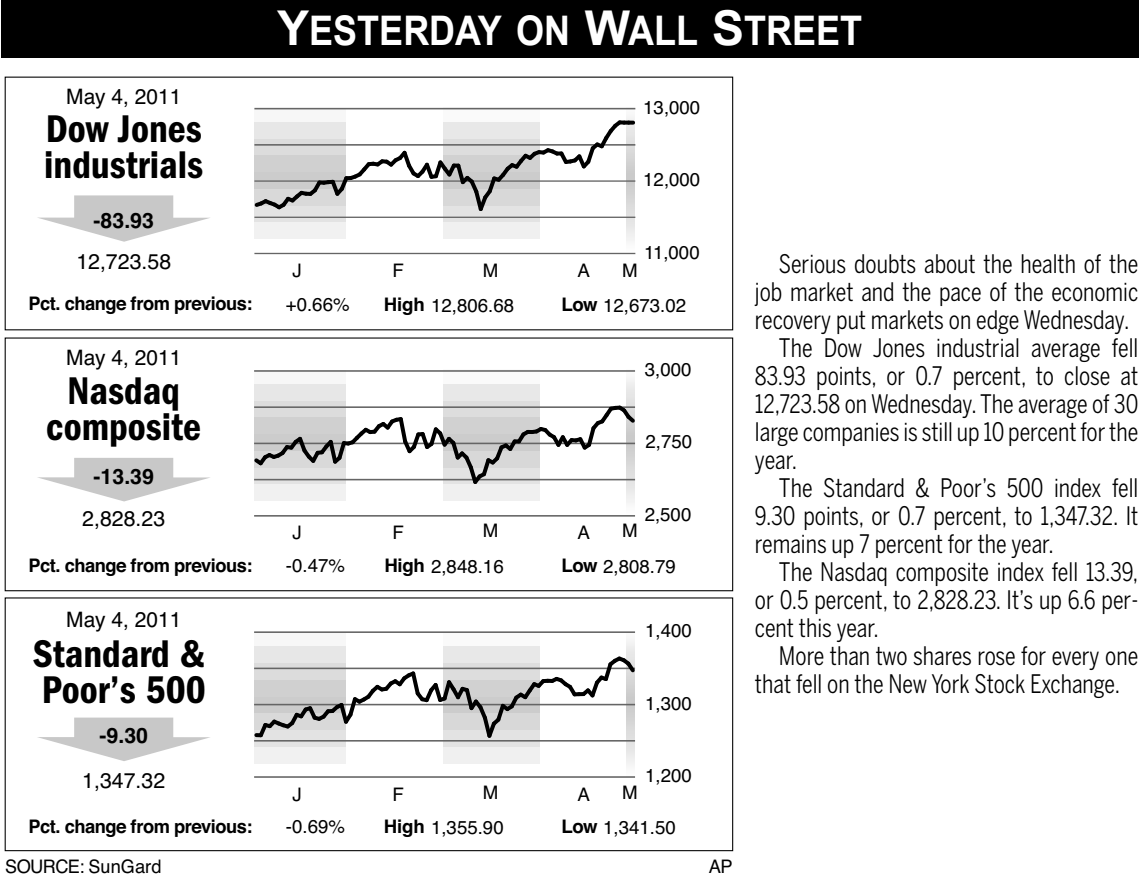 YESTERDAY ON WALL STREET
May 4, 2011
Dow Jones
industrials
-83.93
12,723.58
13,000
12,000
11,000
J F M A M
Pct. change from previous: +0.66% High 12,806.68 Low 12,673.02
May 4, 2011
Nasdaq
composite
-13.39
2,828.23
3,000
2,750
2,500
J F M A M
Pct. change from previous: -0.47% High 2,848.16 Low 2,808.79
May 4, 2011
Standard &
Poor's 500
-9.30
1,347.32
1,400
1,300
1,200
J F M A M
Pct. change from previous: -0.69% High 1,355.90 Low 1,341.50
SOURCE: SunGard AP
Serious doubts about the health of the
job market and the pace of the economic
recovery put markets on edge Wednesday.
The Dow Jones industrial average fell
83.93 points, or 0.7 percent, to close at
12,723.58 on Wednesday. The average of 30
large companies is still up 10 percent for the
year.
The Standard & Poor's 500 index fell
9.30 points, or 0.7 percent, to 1,347.32. It
remains up 7 percent for the year.
The Nasdaq composite index fell 13.39,
or 0.5 percent, to 2,828.23. It's up 6.6 per-
cent this year.
More than two shares rose for every one
that fell on the New York Stock Exchange.